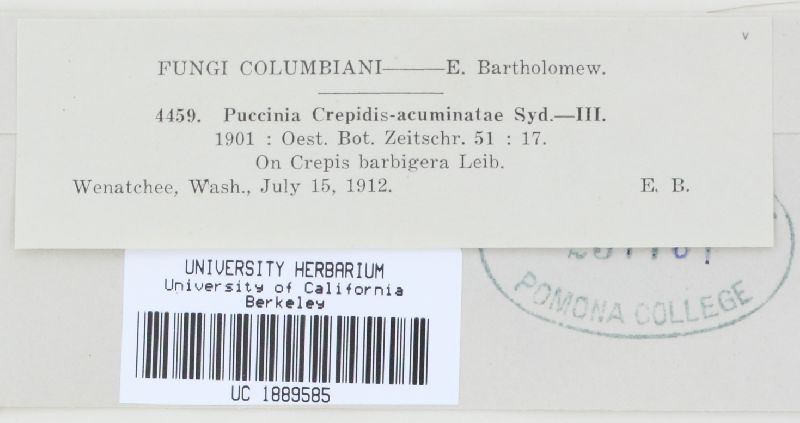 v
FUNGI COLUMBIANI——E. Bartholomew.
4459. Puccinia Crepidis-acuminatae Syd.—III.
1901 : Oest. Bot. Zeitschr. 51 : 17.
On Crepis barbigera Leib.
Wenatchee, Wash., July 15, 1912. E. B.
POMONA COLLEGE
UNIVERSITY HERBARIUM
University of California
Berkeley
UC 1889585